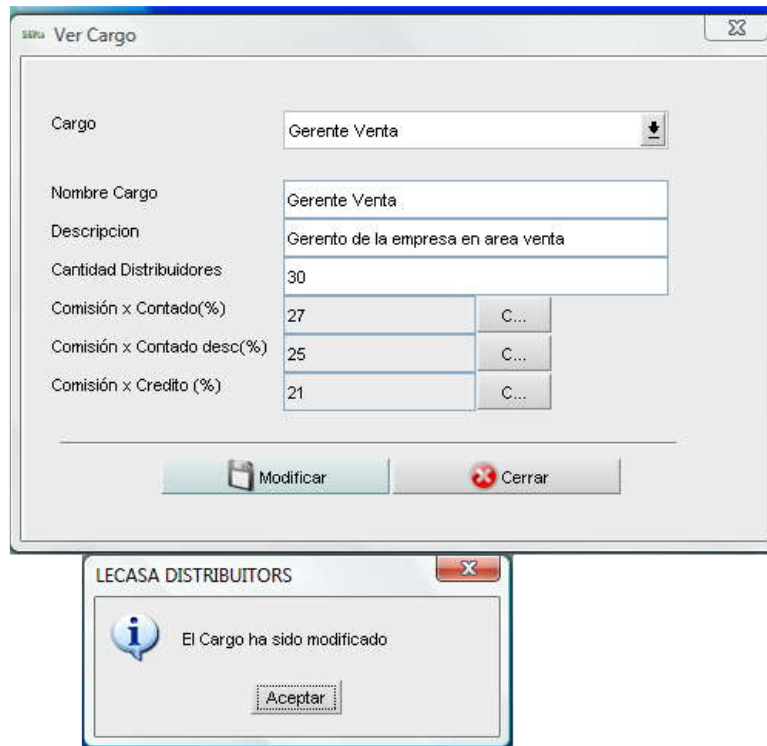 Ver Cargo
Cargo
Gerente Venta
Nombre Cargo
Gerente Venta
Descripcion
Gerento de la empresa en area venta
Cantidad Distribuidores
30
Comisión x Contado(%)
27
C...
Comisión x Contado desc(%)
25
C...
Comisión x Credito (%)
21
C...
Modificar
Cerrar
LECASA DISTRIBUITORS
El Cargo ha sido modificado
Aceptar